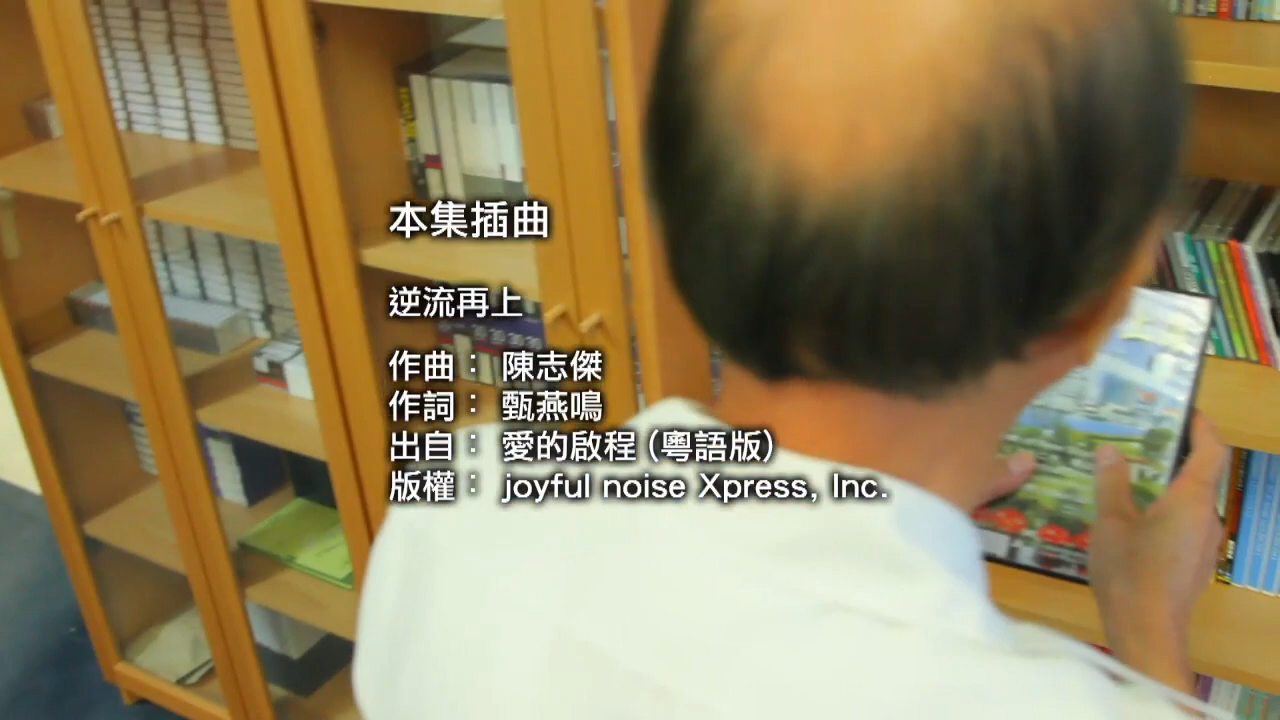 本集插曲
逆流再上
作曲： 陳志傑
作詞： 甄燕鳴
出自： 愛的啟程 (粵語版)
版權： joyful noise Xpress, Inc.